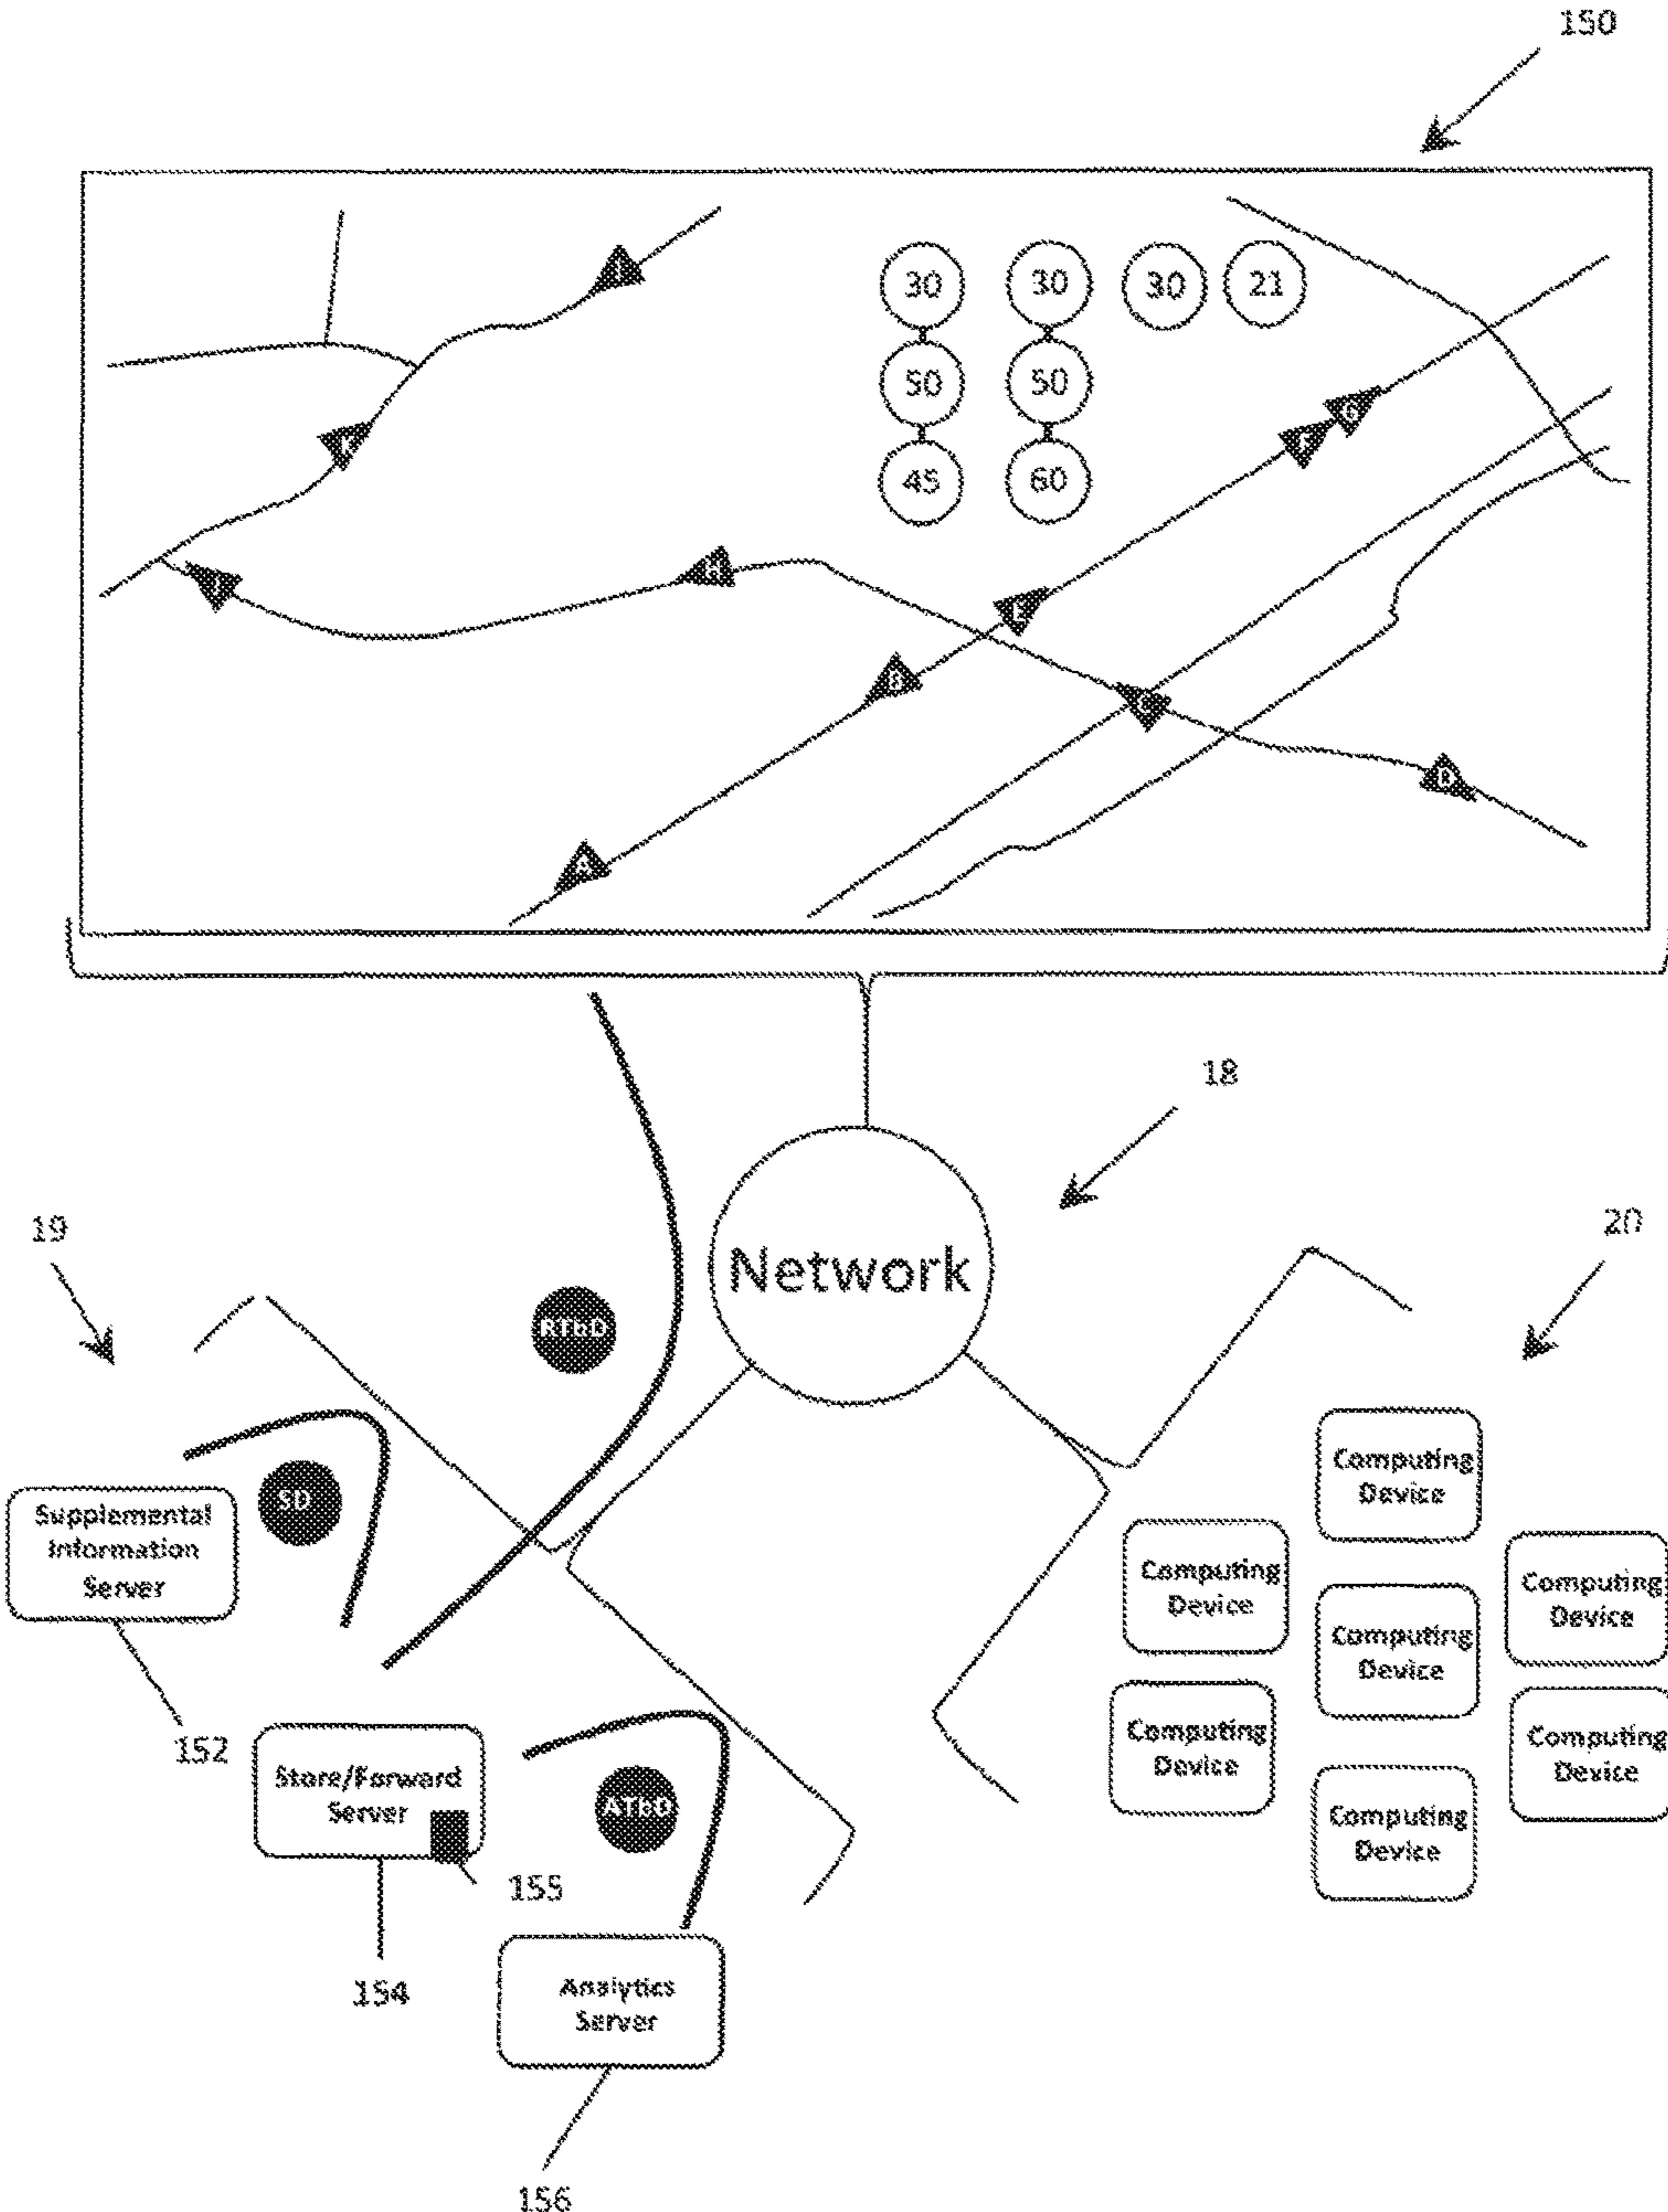 150
30
30
30
21
50
50
45
60
G
F
K
H
E
B
C
D
A
18
Network
19
20
RTbD
SD
Supplemental
Information
Server
152
Store/Forward
Server
155
154
ATbD
Analytics
Server
156
Computing
Device
Computing
Device
Computing
Device
Computing
Device
Computing
Device
Computing
Device
Computing
Device